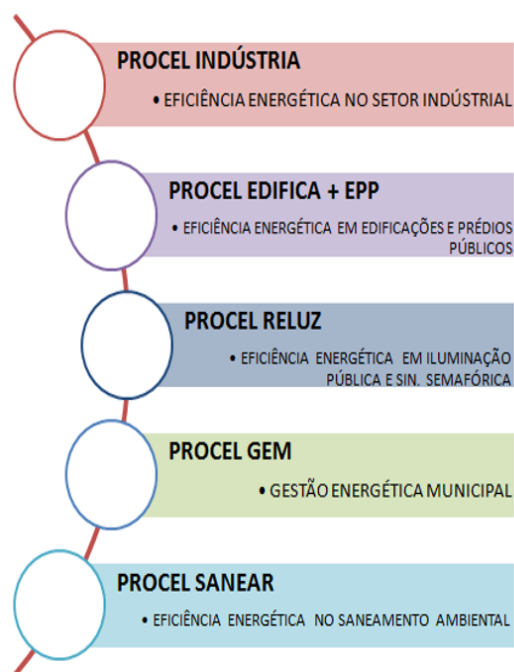 PROCEL INDÚSTRIA
• EFICIÊNCIA ENERGÉTICA NO SETOR INDÚSTRIAL
PROCEL EDIFICA + EPP
• EFICIÊNCIA ENERGÉTICA EM EDIFICAÇÕES E PRÉDIOS
PÚBLICOS
PROCEL RELUZ
• EFICIÊNCIA ENERGÉTICA EM ILUMINAÇÃO
PÚBLICA E SIN. SEMAFÓRICA
PROCEL GEM
• GESTÃO ENERGÉTICA MUNICIPAL
PROCEL SANEAR
• EFICIÊNCIA ENERGÉTICA NO SANEAMENTO AMBIENTAL